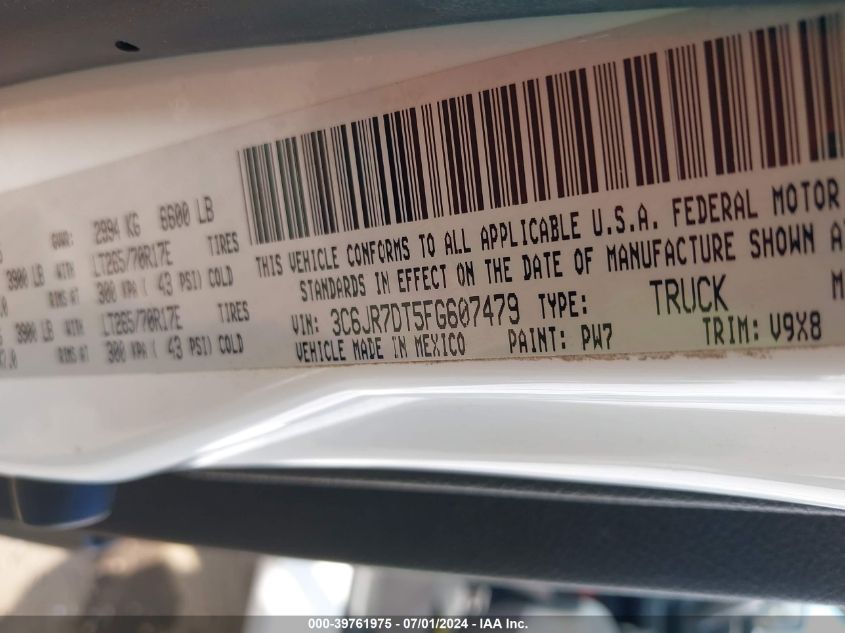 GVWR: 2994 KG 6600 LB
3900 LB WITH LT265/70R17E TIRES
RIMS AT 300 KPA ( 43 PSI) COLD
3900 LB WITH LT265/70R17E TIRES
RIMS AT 300 KPA ( 43 PSI) COLD
THIS VEHICLE CONFORMS TO ALL APPLICABLE U.S.A. FEDERAL MOTOR
STANDARDS IN EFFECT ON THE DATE OF MANUFACTURE SHOWN
VIN: 3C6JR7DT5FG607479 TYPE: TRUCK
VEHICLE MADE IN MEXICO PAINT: PW7 TRIM: V9X8
000-39761975 | 07/01/2024 - IAA Inc.